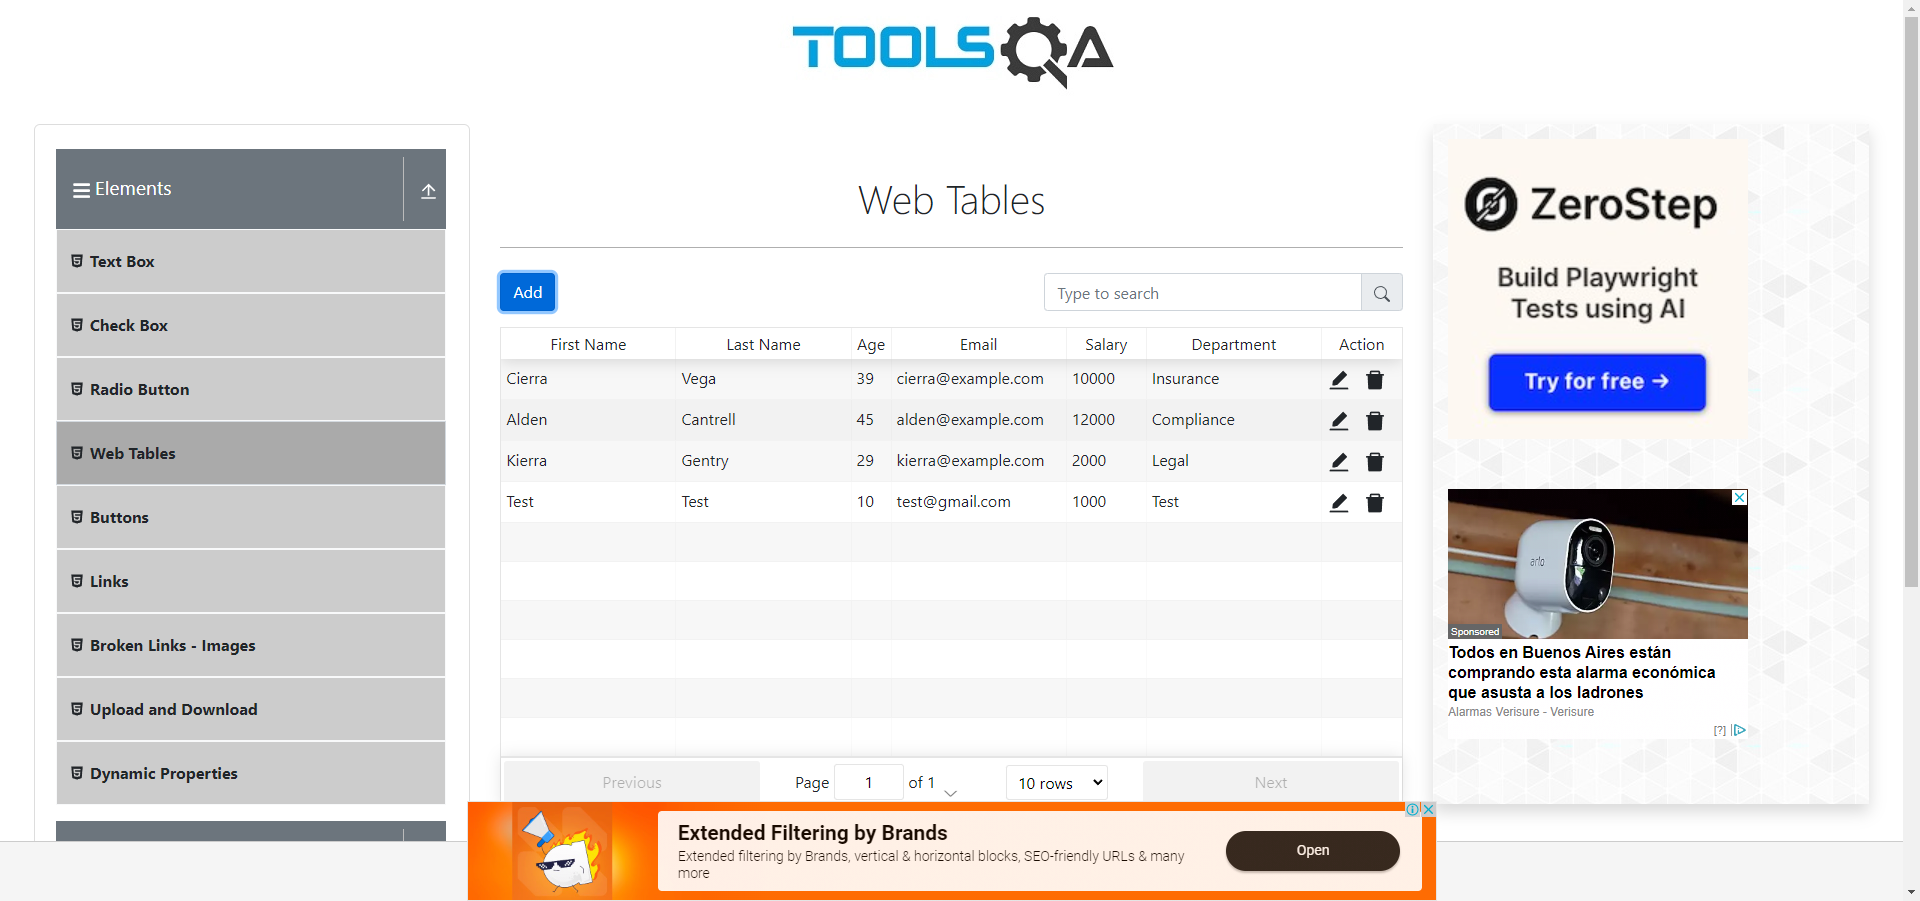 TOOLSQA
Elements
Text Box
Check Box
Radio Button
Web Tables
Buttons
Links
Broken Links - Images
Upload and Download
Dynamic Properties
Web Tables
Add
Type to search
First Name Last Name Age Email Salary Department Action
Cierra Vega 39 cierra@example.com 10000 Insurance
Alden Cantrell 45 alden@example.com 12000 Compliance
Kierra Gentry 29 kierra@example.com 2000 Legal
Test Test 10 test@gmail.com 1000 Test
Previous Page 1 of 1 10 rows Next
ZeroStep
Build Playwright
Tests using AI
Try for free →
arlo
Sponsored
Todos en Buenos Aires están
comprando esta alarma económica
que asusta a los ladrones
Alarmas Verisure - Verisure
[?]
Extended Filtering by Brands
Extended filtering by Brands, vertical & horizontal blocks, SEO-friendly URLs & many
more
Open